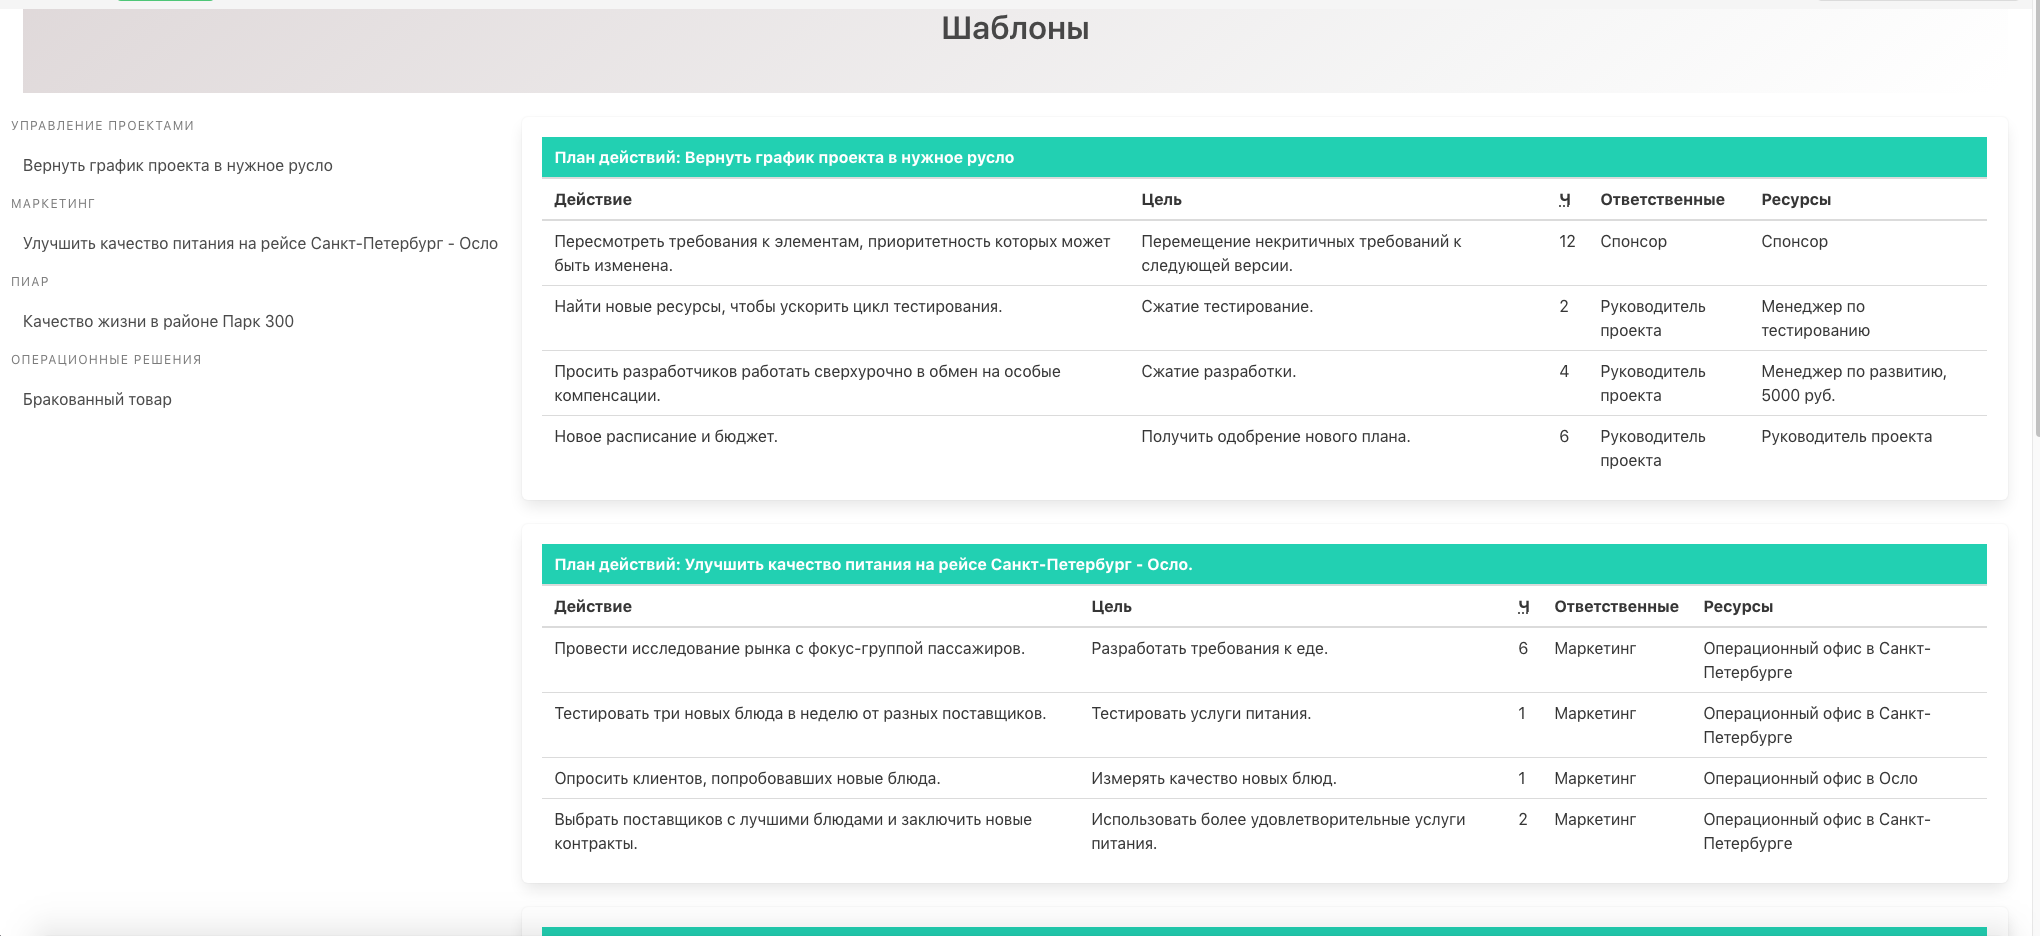 Шаблоны
УПРАВЛЕНИЕ ПРОЕКТАМИ
Вернуть график проекта в нужное русло
МАРКЕТИНГ
Улучшить качество питания на рейсе Санкт-Петербург - Осло
ПИАР
Качество жизни в районе Парк 300
ОПЕРАЦИОННЫЕ РЕШЕНИЯ
Бракованный товар
План действий: Вернуть график проекта в нужное русло
Действие Цель Ч Ответственные Ресурсы
Пересмотреть требования к элементам, приоритетность которых может Перемещение некритичных требований к 12 Спонсор Спонсор
быть изменена. следующей версии.
Найти новые ресурсы, чтобы ускорить цикл тестирования. Сжатие тестирование. 2 Руководитель Менеджер по
проекта тестированию
Просить разработчиков работать сверхурочно в обмен на особые Сжатие разработки. 4 Руководитель Менеджер по развитию,
компенсации. проекта 5000 руб.
Новое расписание и бюджет. Получить одобрение нового плана. 6 Руководитель Руководитель проекта
проекта
План действий: Улучшить качество питания на рейсе Санкт-Петербург - Осло.
Действие Цель Ч Ответственные Ресурсы
Провести исследование рынка с фокус-группой пассажиров. Разработать требования к еде. 6 Маркетинг Операционный офис в Санкт-
Петербурге
Тестировать три новых блюда в неделю от разных поставщиков. Тестировать услуги питания. 1 Маркетинг Операционный офис в Санкт-
Петербурге
Опросить клиентов, попробовавших новые блюда. Измерять качество новых блюд. 1 Маркетинг Операционный офис в Осло
Выбрать поставщиков с лучшими блюдами и заключить новые Использовать более удовлетворительные услуги 2 Маркетинг Операционный офис в Санкт-
контракты. питания. Петербурге